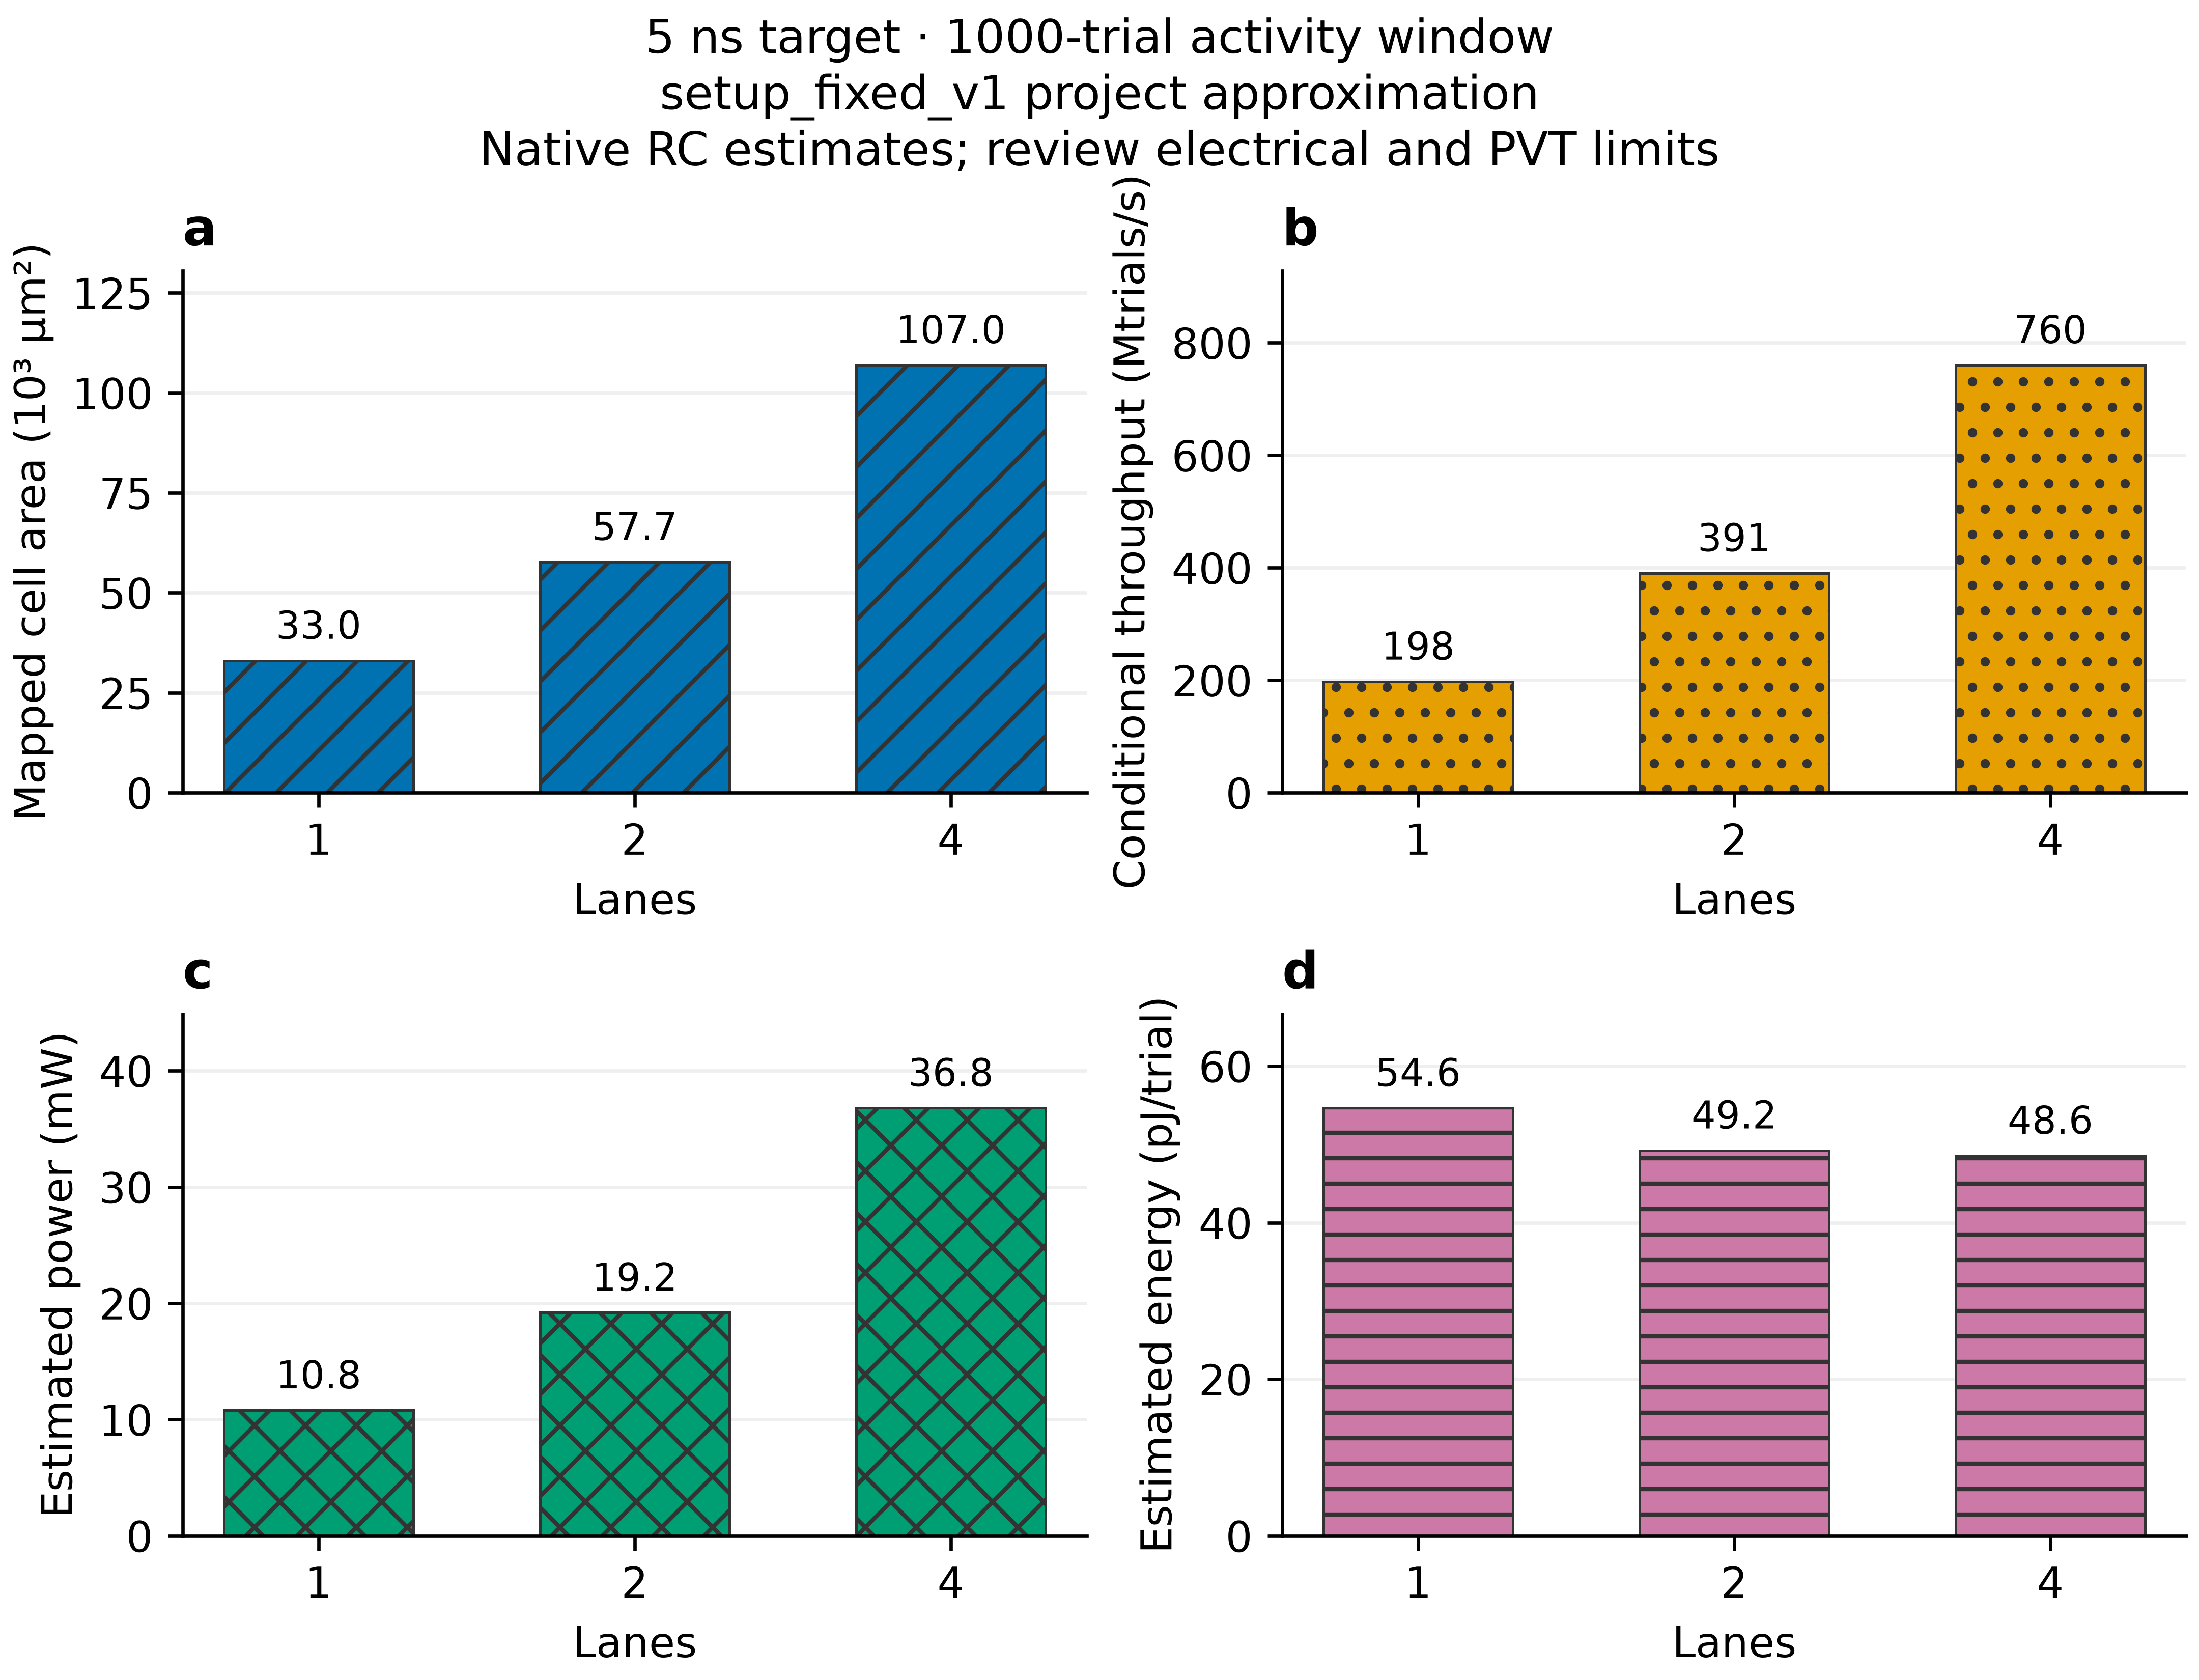 5 ns target · 1000-trial activity window
setup_fixed_v1 project approximation
Native RC estimates; review electrical and PVT limits
a
Mapped cell area (10³ µm²)
125
100
75
50
25
0
33.0
57.7
107.0
1
2
4
Lanes
b
Conditional throughput (Mtrials/s)
800
600
400
200
0
198
391
760
1
2
4
Lanes
c
Estimated power (mW)
40
30
20
10
0
10.8
19.2
36.8
1
2
4
Lanes
d
Estimated energy (pJ/trial)
60
40
20
0
54.6
49.2
48.6
1
2
4
Lanes